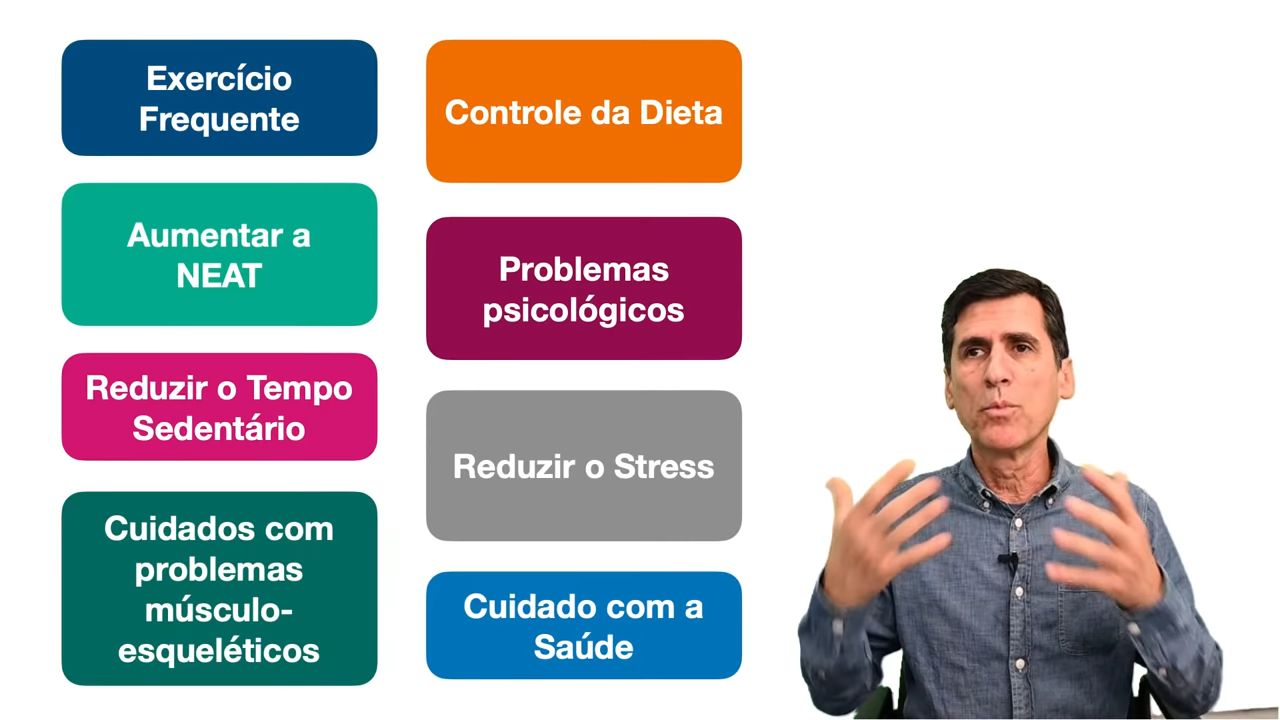 Exercício
Frequente
Aumentar a
NEAT
Reduzir o Tempo
Sedentário
Cuidados com
problemas
músculo-
esqueléticos
Controle da Dieta
Problemas
psicológicos
Reduzir o Stress
Cuidado com a
Saúde